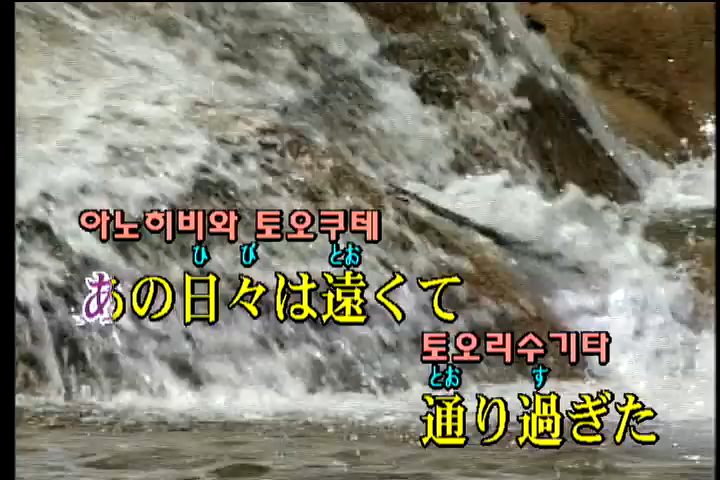 아노히비와 토오쿠테
ひ び とお
あの日々は遠くて
토오리수기타
とお す
通り過ぎた